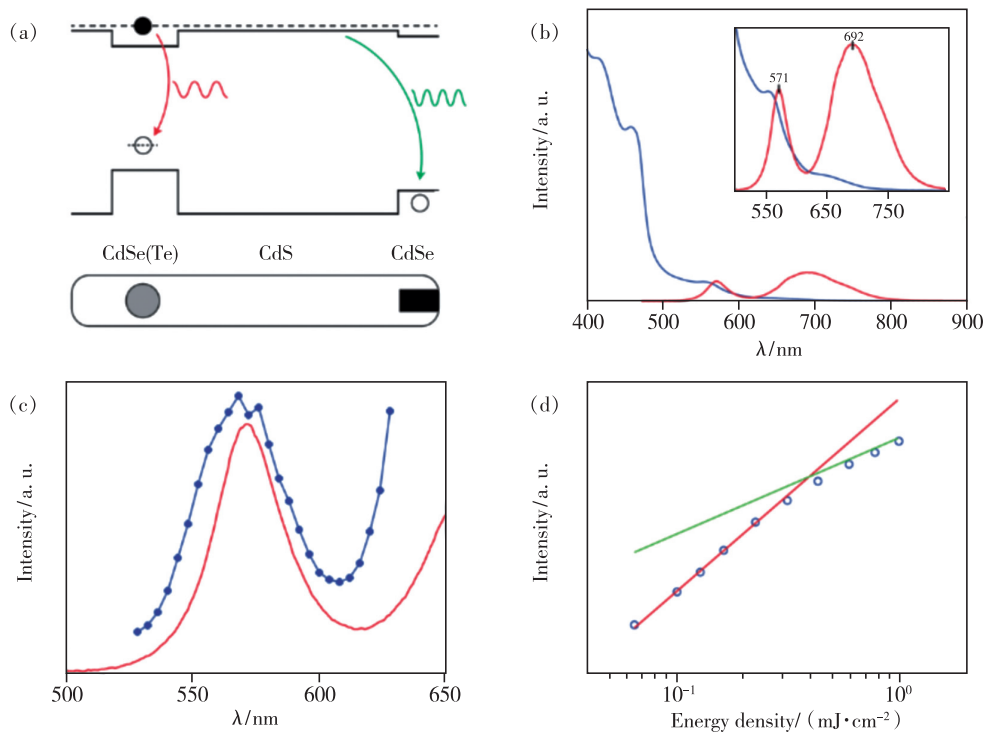 (a)
CdSe(Te) CdS CdSe
(b)
Intensity/a. u.
692
571
550 650 750
400 500 600 700 800 900
λ/nm
(c)
Intensity/a. u.
500 550 600 650
λ/nm
(d)
Intensity/a. u.
10⁻¹ 10⁰
Energy density/(mJ·cm⁻²)